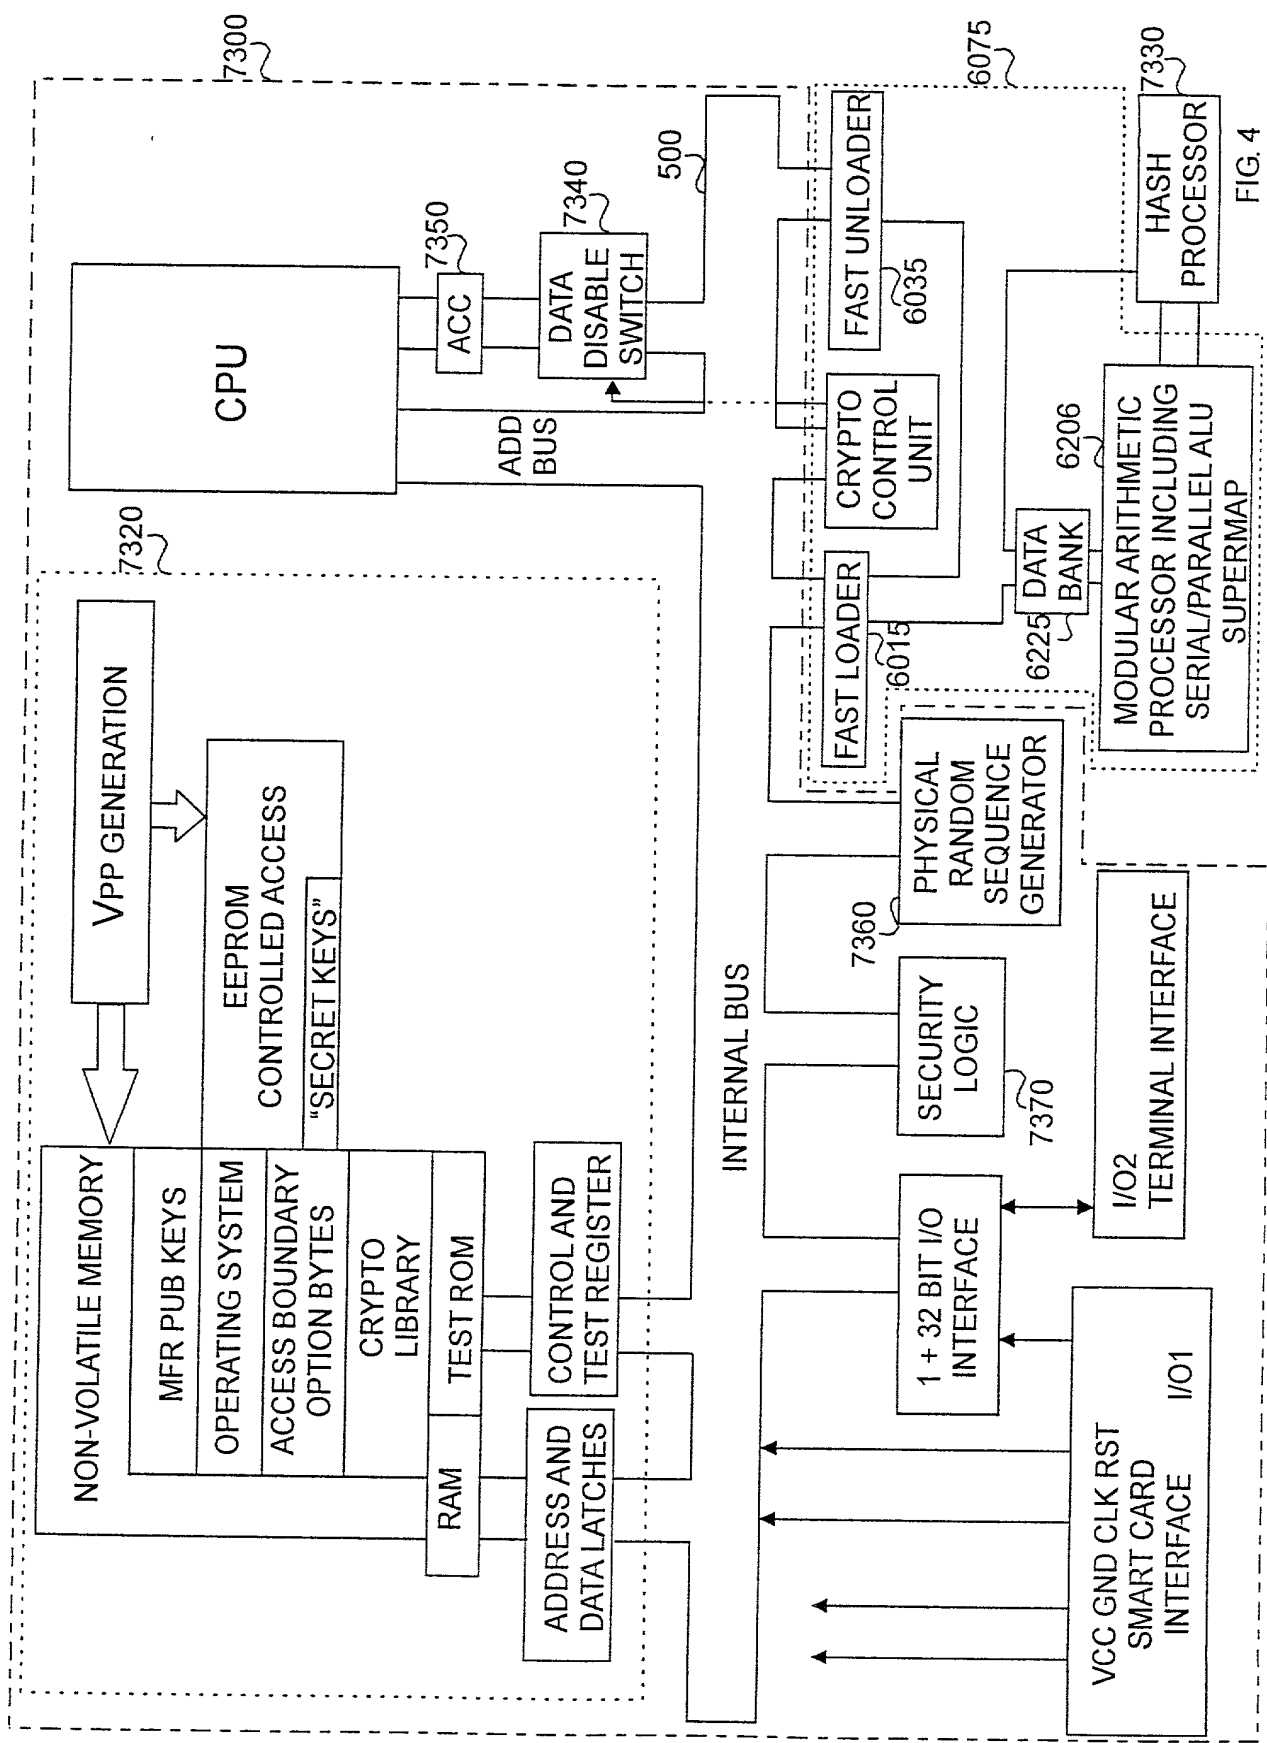 7300
7320
VPP GENERATION
CPU
NON-VOLATILE MEMORY
MFR PUB KEYS
OPERATING SYSTEM
ACCESS BOUNDARY
OPTION BYTES
CRYPTO
LIBRARY
TEST ROM
RAM
EEPROM
CONTROLLED ACCESS
“SECRET KEYS”
ADDRESS AND
DATA LATCHES
CONTROL AND
TEST REGISTER
ADD
BUS
ACC
7350
DATA
DISABLE
SWITCH
7340
500
INTERNAL BUS
FAST LOADER
6015
CRYPTO
CONTROL
UNIT
FAST UNLOADER
6035
6075
1 + 32 BIT I/O
INTERFACE
SECURITY
LOGIC
7370
7360
PHYSICAL
RANDOM
SEQUENCE
GENERATOR
6225
DATA
BANK
6206
MODULAR ARITHMETIC
PROCESSOR INCLUDING
SERIAL/PARALLEL ALU
SUPERMAP
HASH
PROCESSOR
7330
VCC GND CLK RST
SMART CARD
INTERFACE
I/O1
I/O2
TERMINAL INTERFACE
FIG. 4